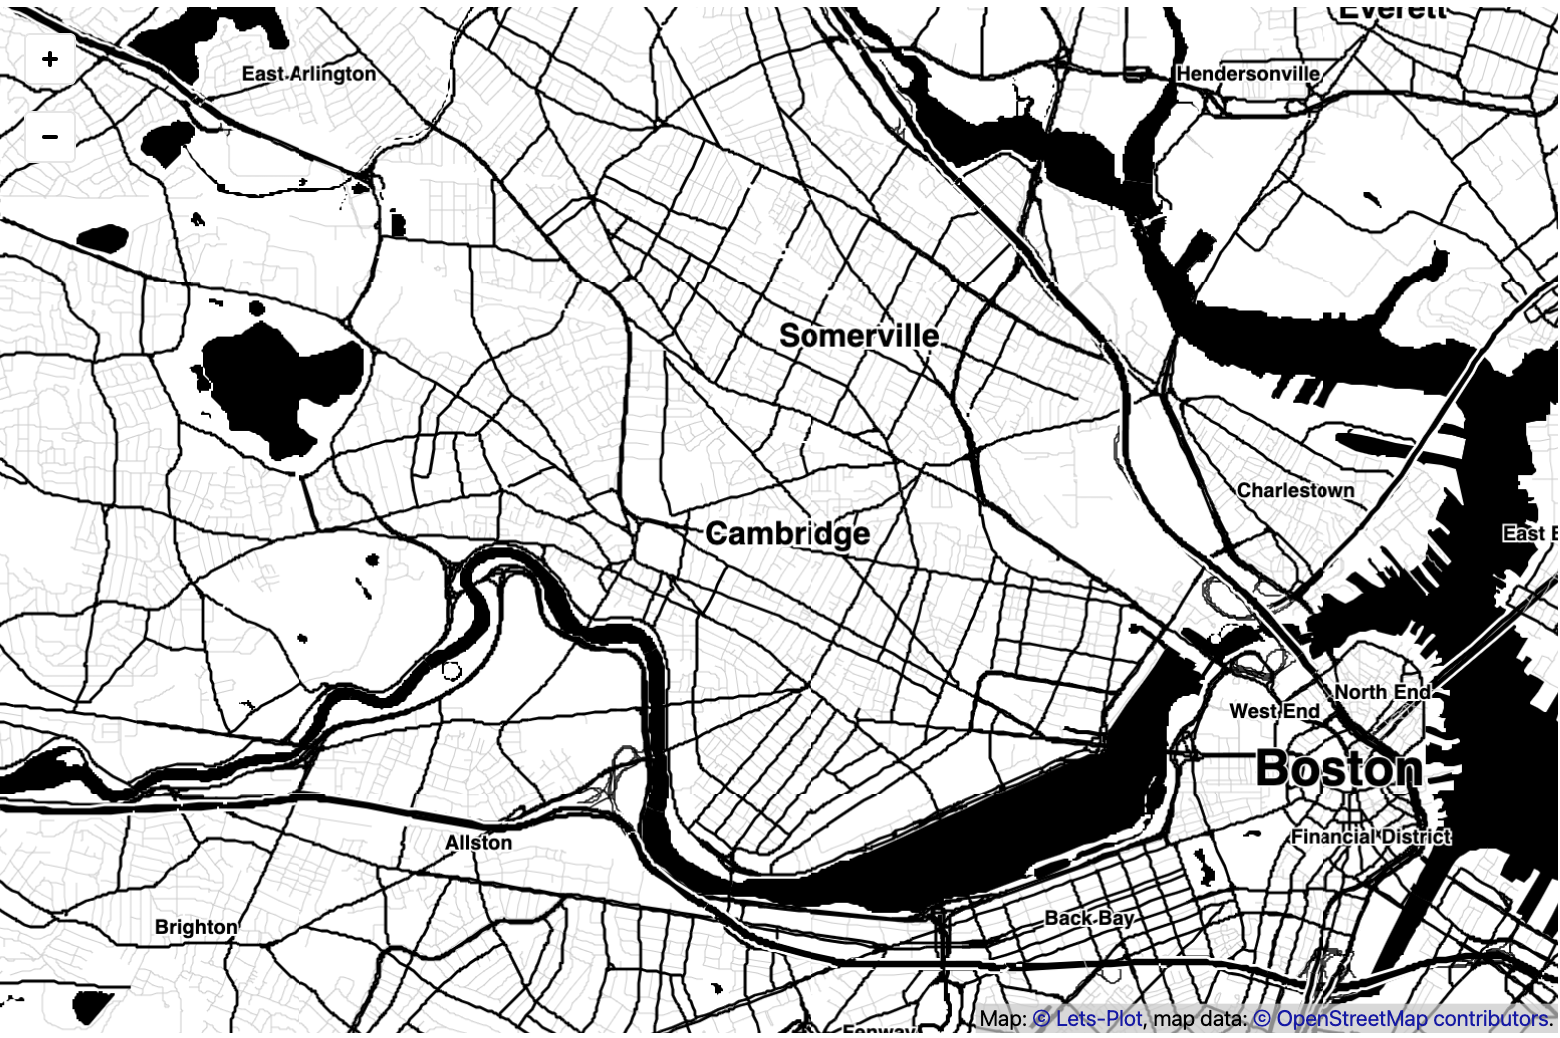 Everett
+
East Arlington
Hendersonville
−
Somerville
Charlestown
Cambridge
East B
North End
West End
Boston
Financial District
Allston
Back Bay
Brighton
Map: © Lets-Plot, map data: © OpenStreetMap contributors.
Fenway